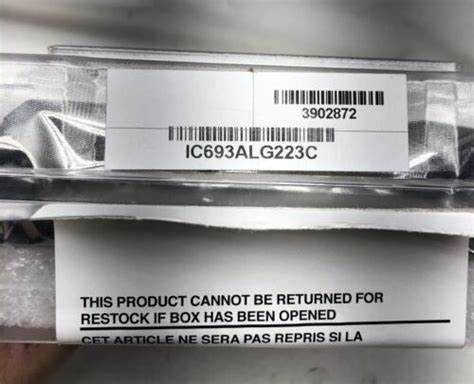 3902872
IC693ALG223C
THIS PRODUCT CANNOT BE RETURNED FOR
RESTOCK IF BOX HAS BEEN OPENED
CET ARTICLE NE SERA PAS REPRIS SI LA